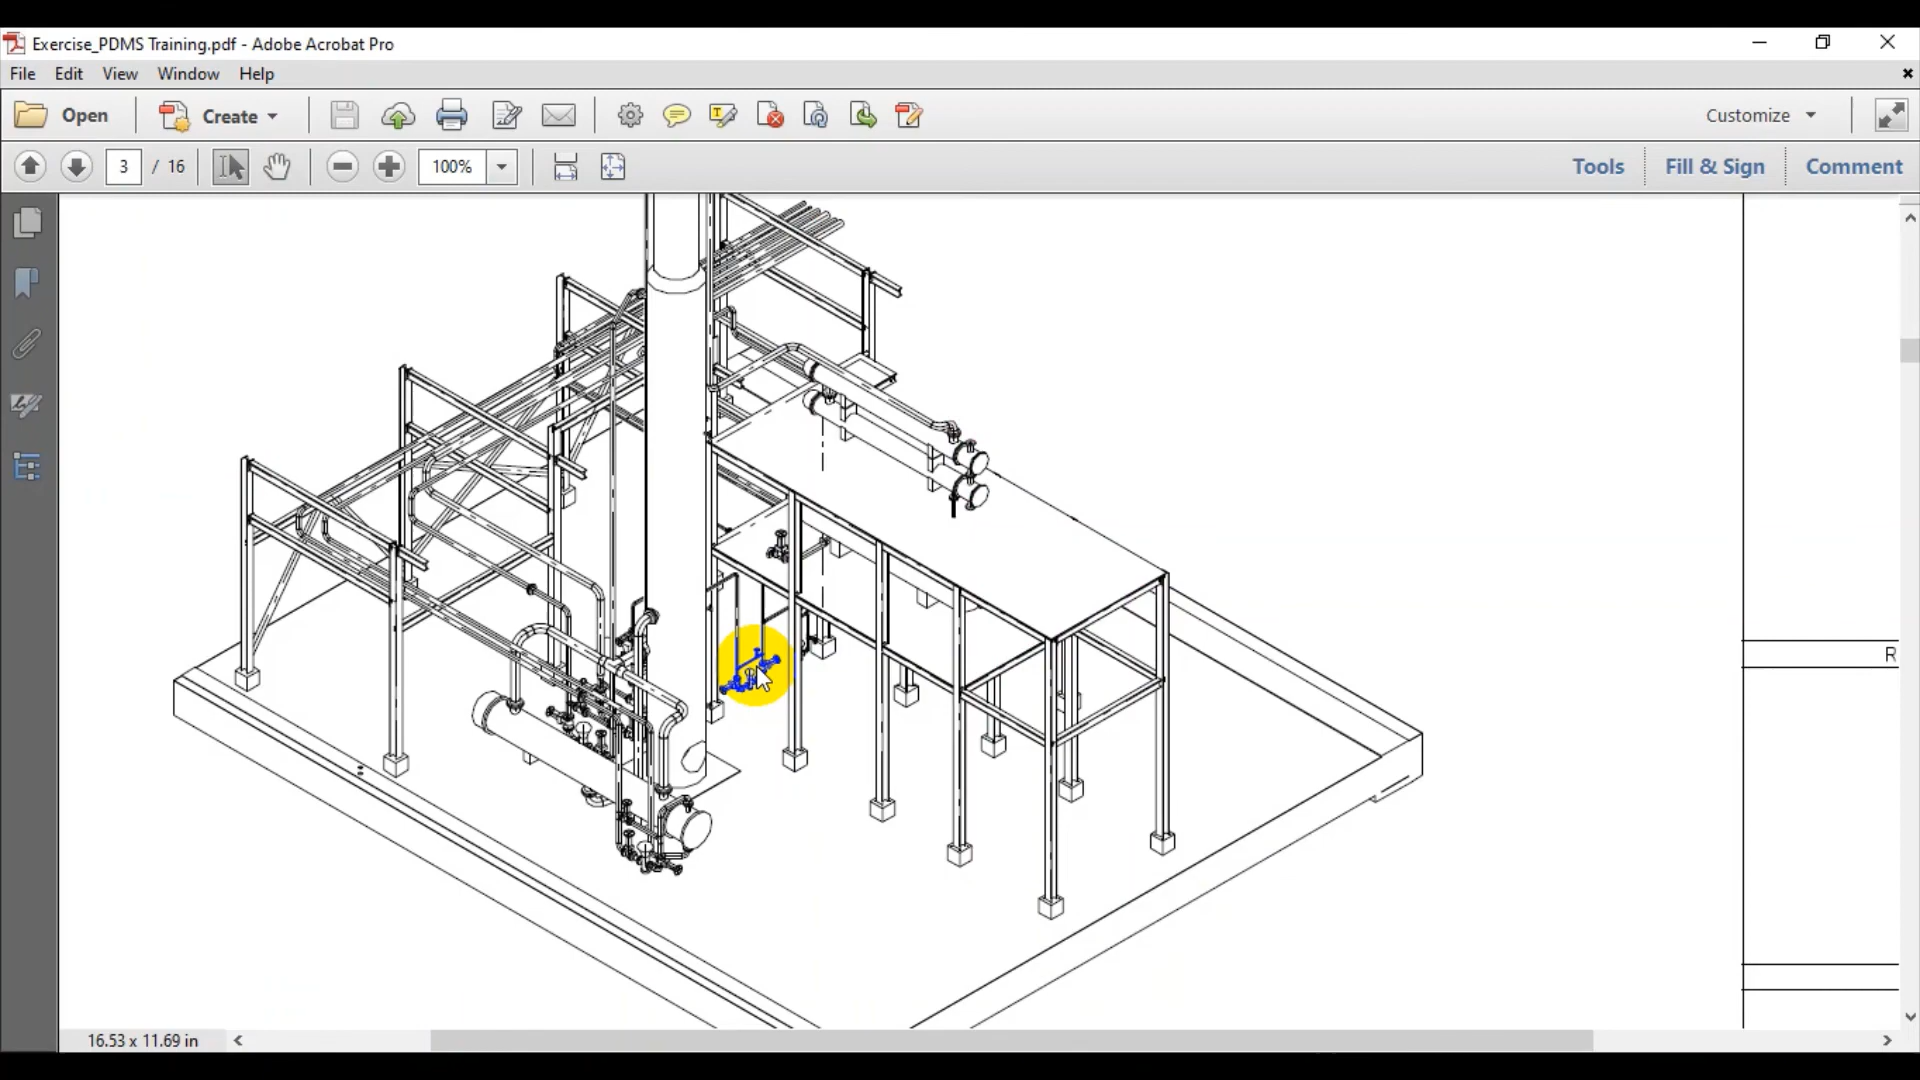 Exercise_PDMS Training.pdf - Adobe Acrobat Pro
File Edit View Window Help
Open Create Customize
3 / 16 100% Tools Fill & Sign Comment
R
16.53 x 11.69 in